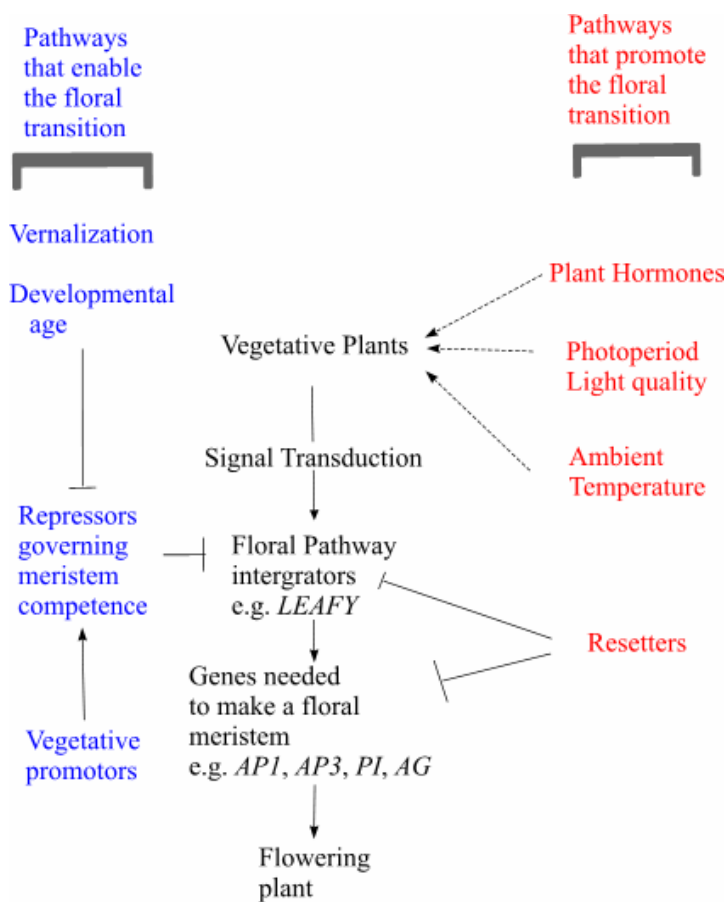 Pathways
that enable
the floral
transition
Pathways
that promote
the floral
transition
Vernalization
Developmental
age
Plant Hormones
Vegetative Plants
Photoperiod
Light quality
Signal Transduction
Ambient
Temperature
Repressors
governing
meristem
competence
Floral Pathway
intergrators
e.g. LEAFY
Resetters
Genes needed
to make a floral
meristem
e.g. AP1, AP3, PI, AG
Vegetative
promotors
Flowering
plant